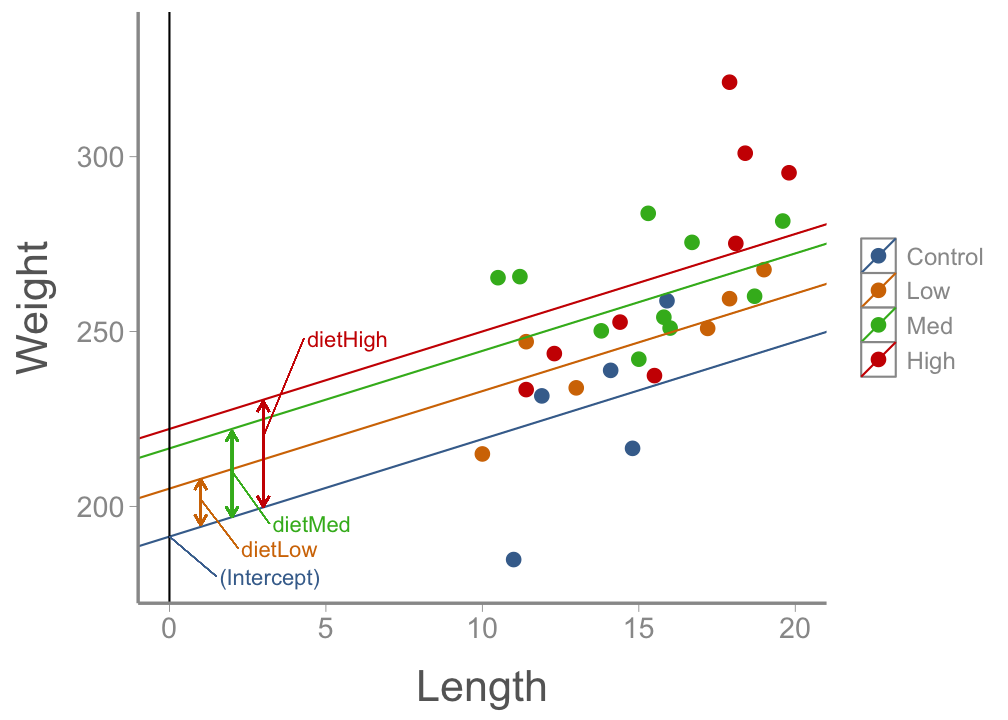 Weight
300
250
200
dietHigh
dietMed
dietLow
(Intercept)
0 5 10 15 20
Length
Control
Low
Med
High